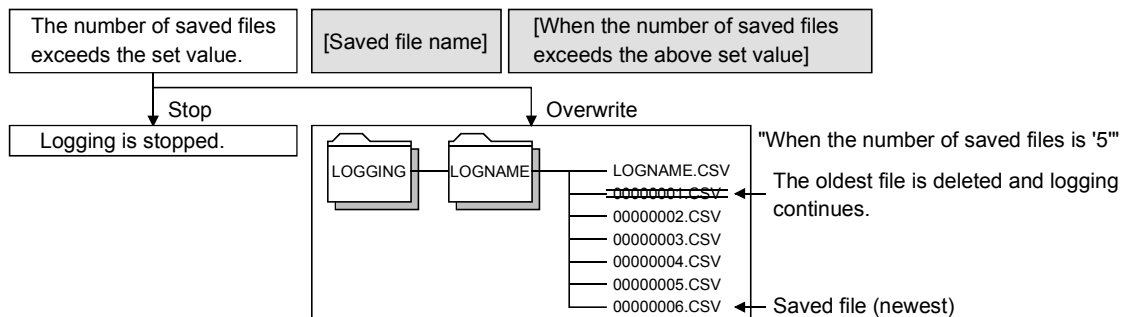 The number of saved files
exceeds the set value.
[Saved file name]
[When the number of saved files
exceeds the above set value]
Stop
Overwrite
Logging is stopped.
"When the number of saved files is '5'"
LOGGING
LOGNAME
LOGNAME.CSV
00000001.CSV
The oldest file is deleted and logging
continues.
00000002.CSV
00000003.CSV
00000004.CSV
00000005.CSV
00000006.CSV
Saved file (newest)